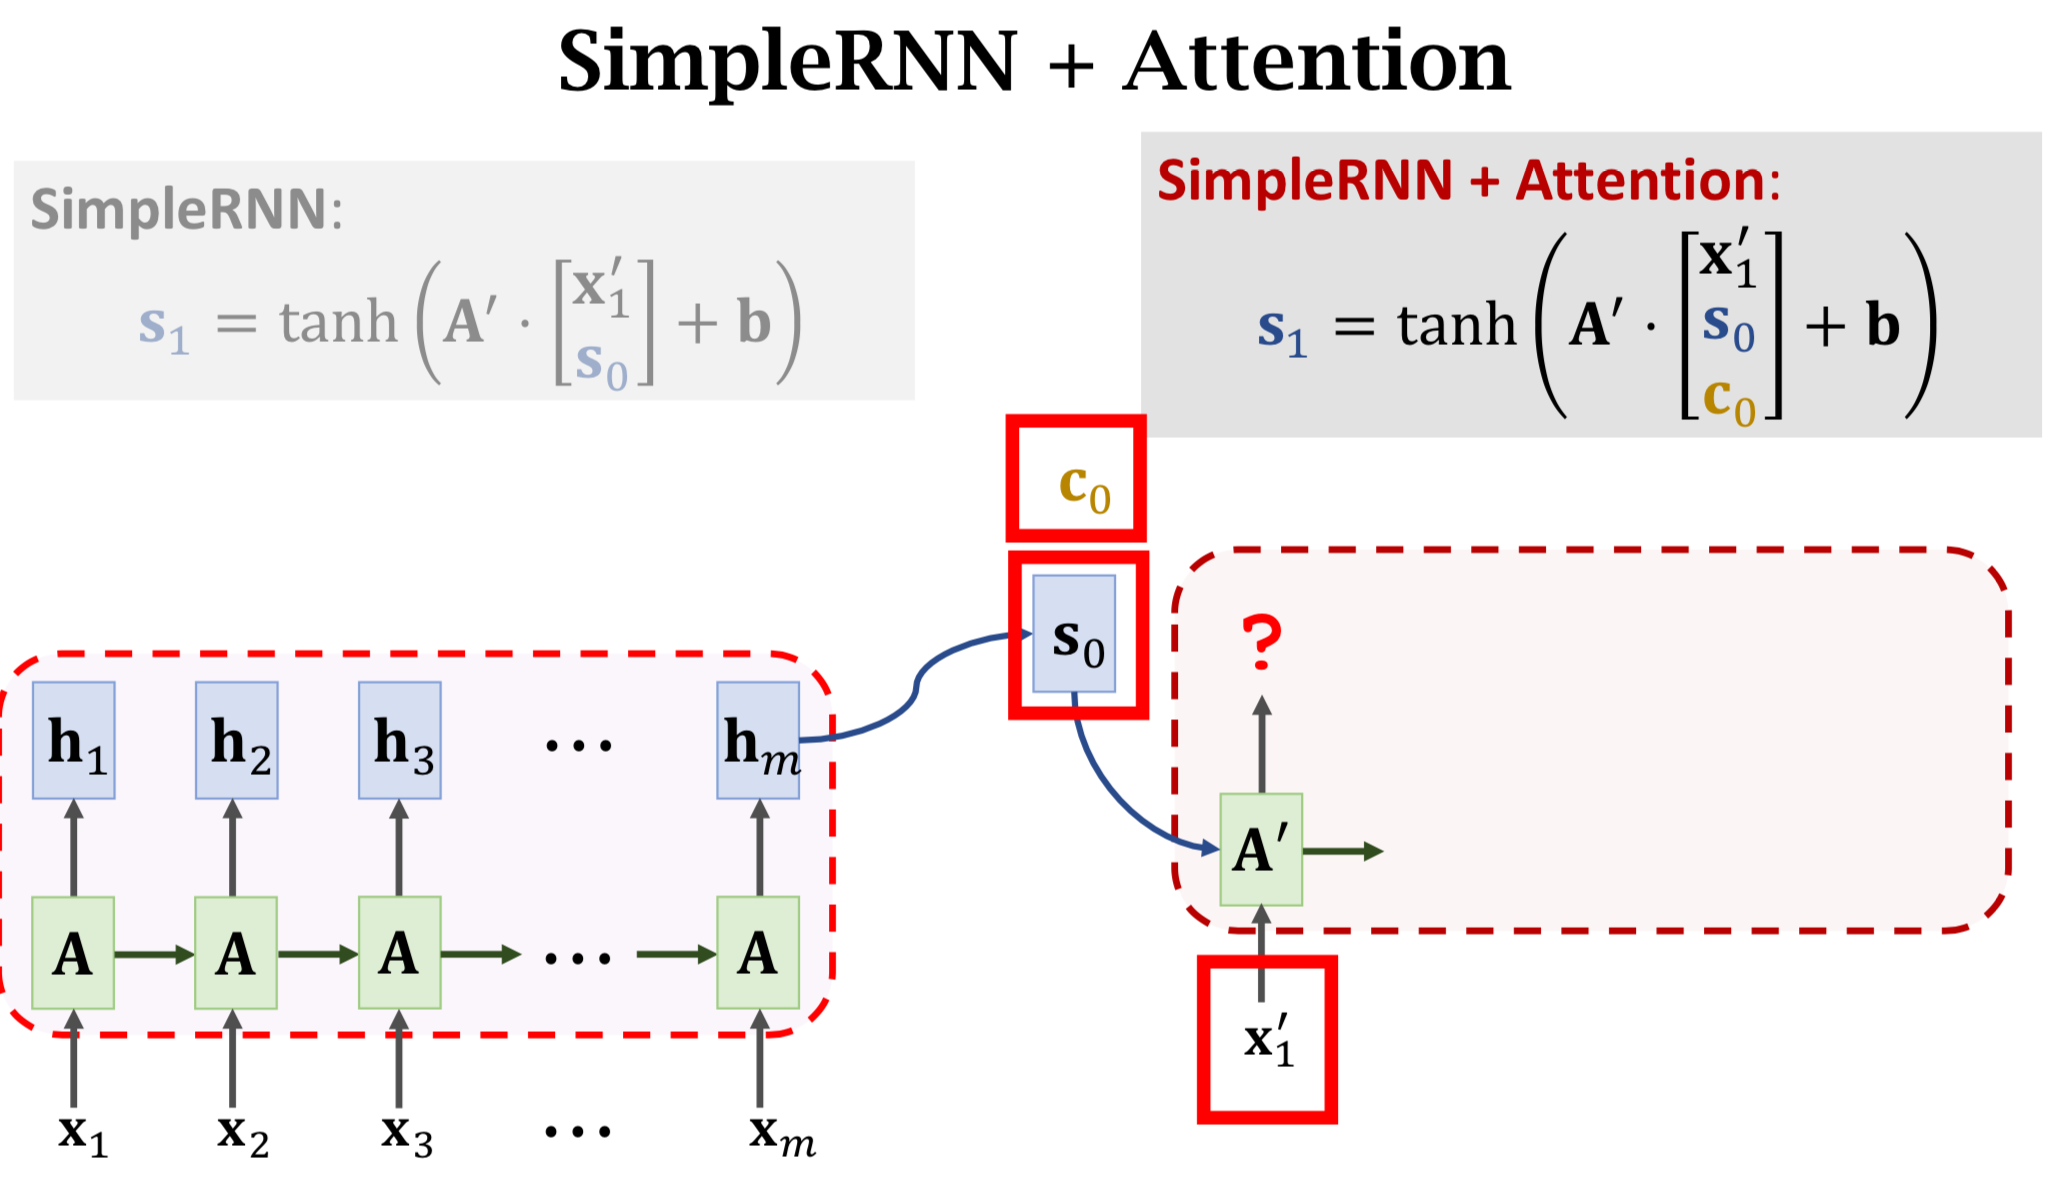 SimpleRNN + Attention
SimpleRNN:
s₁ = tanh(A′ · [x′₁ s₀] + b)
SimpleRNN + Attention:
s₁ = tanh(A′ · [x′₁ s₀ c₀] + b)
c₀
s₀
?
h₁ h₂ h₃ ⋯ hₘ
A′
A A A ⋯ A
x′₁
x₁ x₂ x₃ ⋯ xₘ